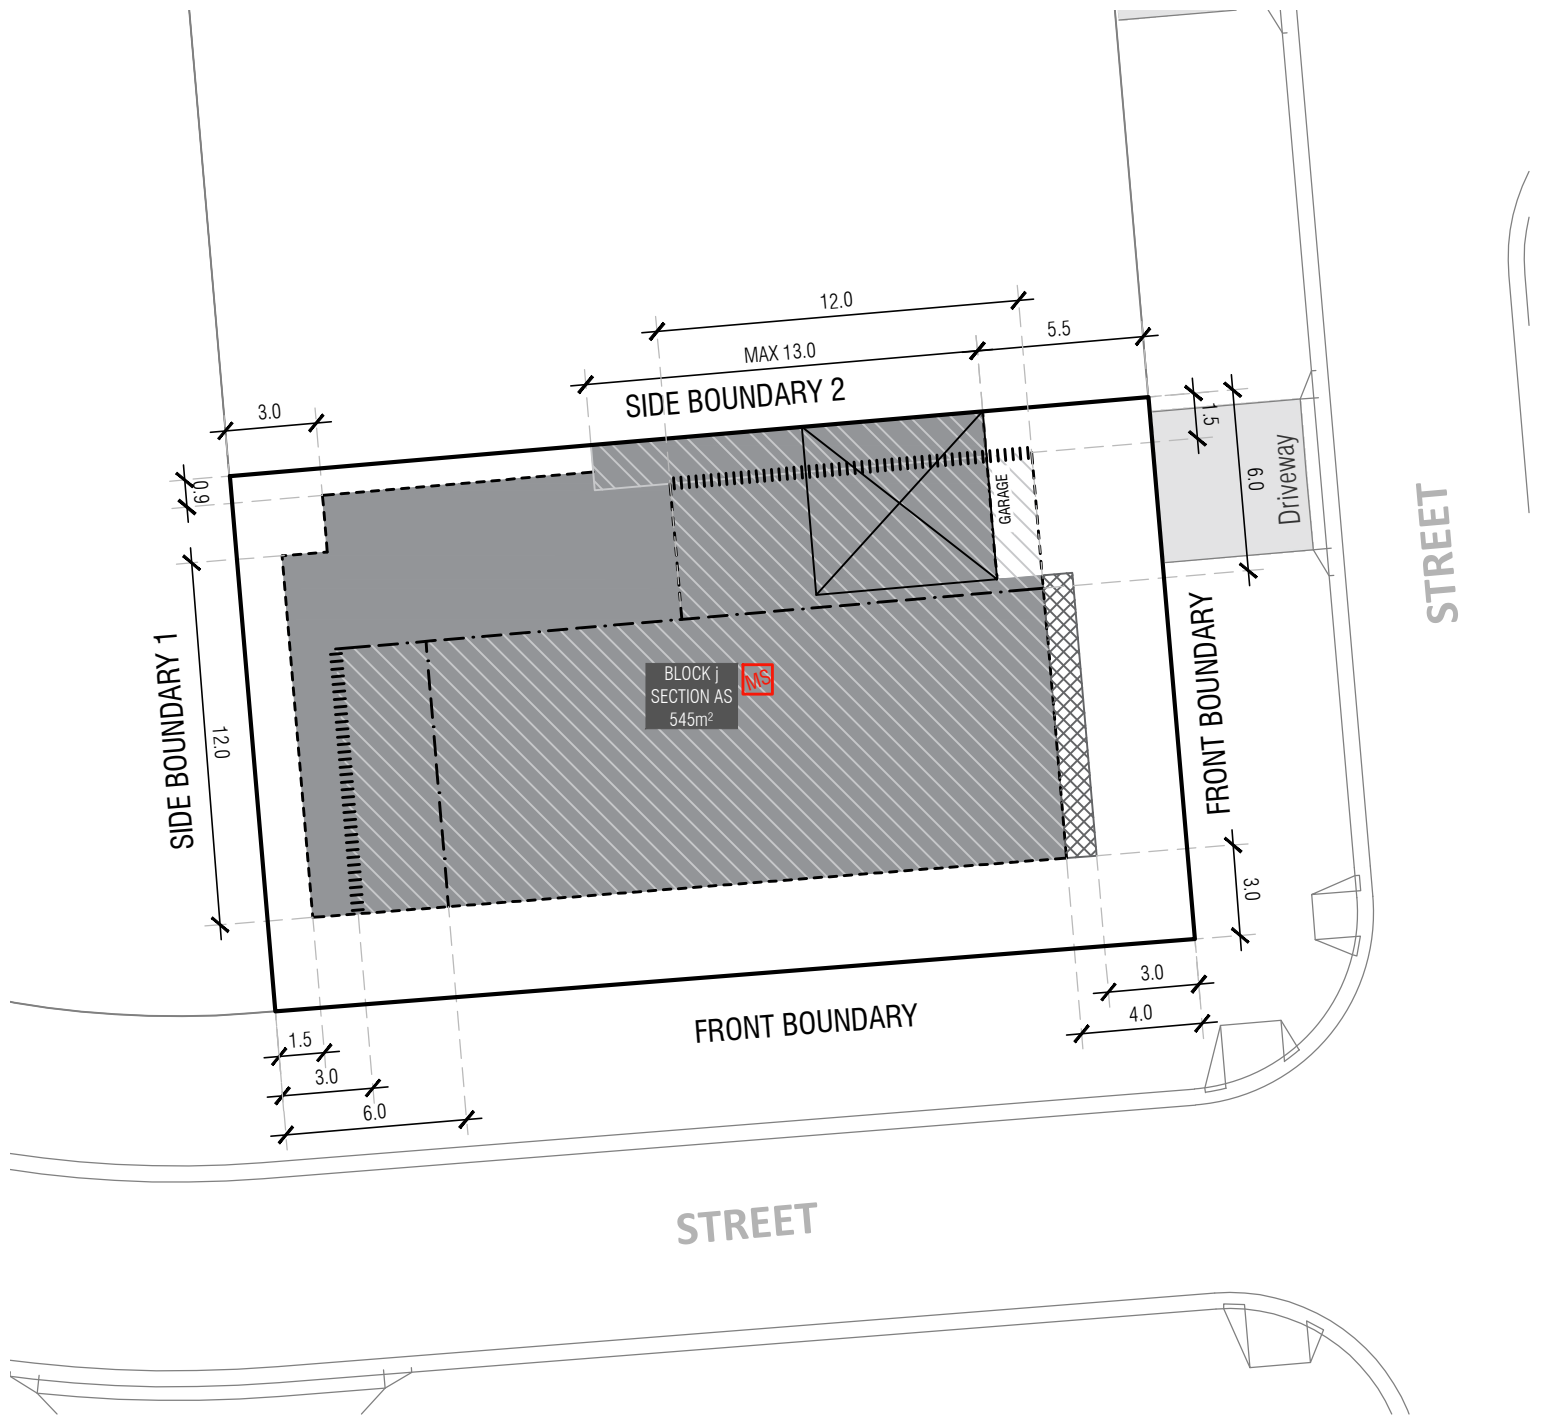 12.0
5.5
MAX 13.0
SIDE BOUNDARY 2
3.0
1.5
0.9
6.0
Driveway
GARAGE
STREET
BLOCK j
SECTION AS
545m²
MS
SIDE BOUNDARY 1
12.0
FRONT BOUNDARY
3.0
3.0
4.0
FRONT BOUNDARY
1.5
3.0
6.0
STREET